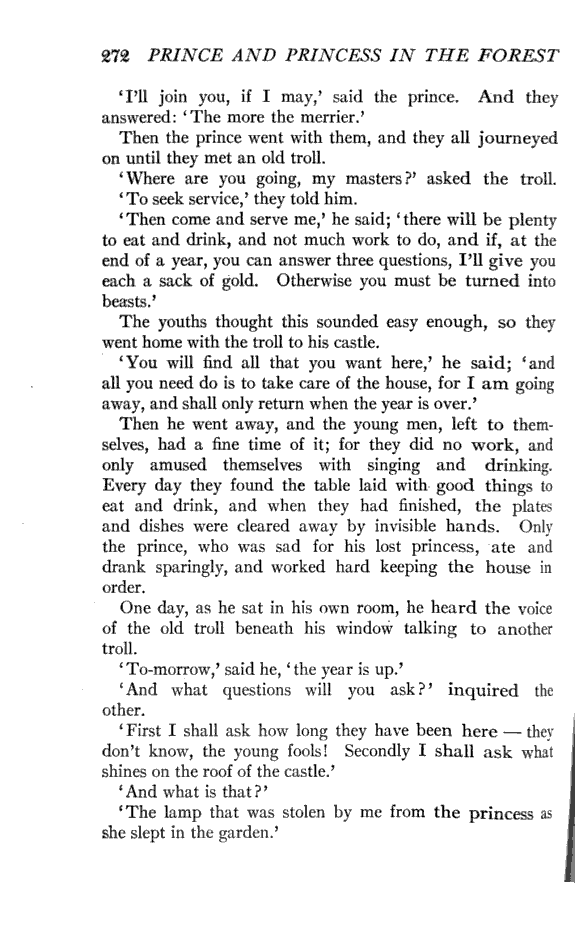 272 PRINCE AND PRINCESS IN THE FOREST
'I'll join you, if I may,' said the prince. And they
answered: 'The more the merrier.'
Then the prince went with them, and they all journeyed
on until they met an old troll.
'Where are you going, my masters?' asked the troll.
'To seek service,' they told him.
'Then come and serve me,' he said; 'there will be plenty
to eat and drink, and not much work to do, and if, at the
end of a year, you can answer three questions, I'll give you
each a sack of gold. Otherwise you must be turned into
beasts.'
The youths thought this sounded easy enough, so they
went home with the troll to his castle.
'You will find all that you want here,' he said; 'and
all you need do is to take care of the house, for I am going
away, and shall only return when the year is over.'
Then he went away, and the young men, left to them-
selves, had a fine time of it; for they did no work, and
only amused themselves with singing and drinking.
Every day they found the table laid with good things to
eat and drink, and when they had finished, the plates
and dishes were cleared away by invisible hands. Only
the prince, who was sad for his lost princess, ate and
drank sparingly, and worked hard keeping the house in
order.
One day, as he sat in his own room, he heard the voice
of the old troll beneath his window talking to another
troll.
'To-morrow,' said he, 'the year is up.'
'And what questions will you ask?' inquired the
other.
'First I shall ask how long they have been here — they
don't know, the young fools! Secondly I shall ask what
shines on the roof of the castle.'
'And what is that?'
'The lamp that was stolen by me from the princess as
she slept in the garden.'